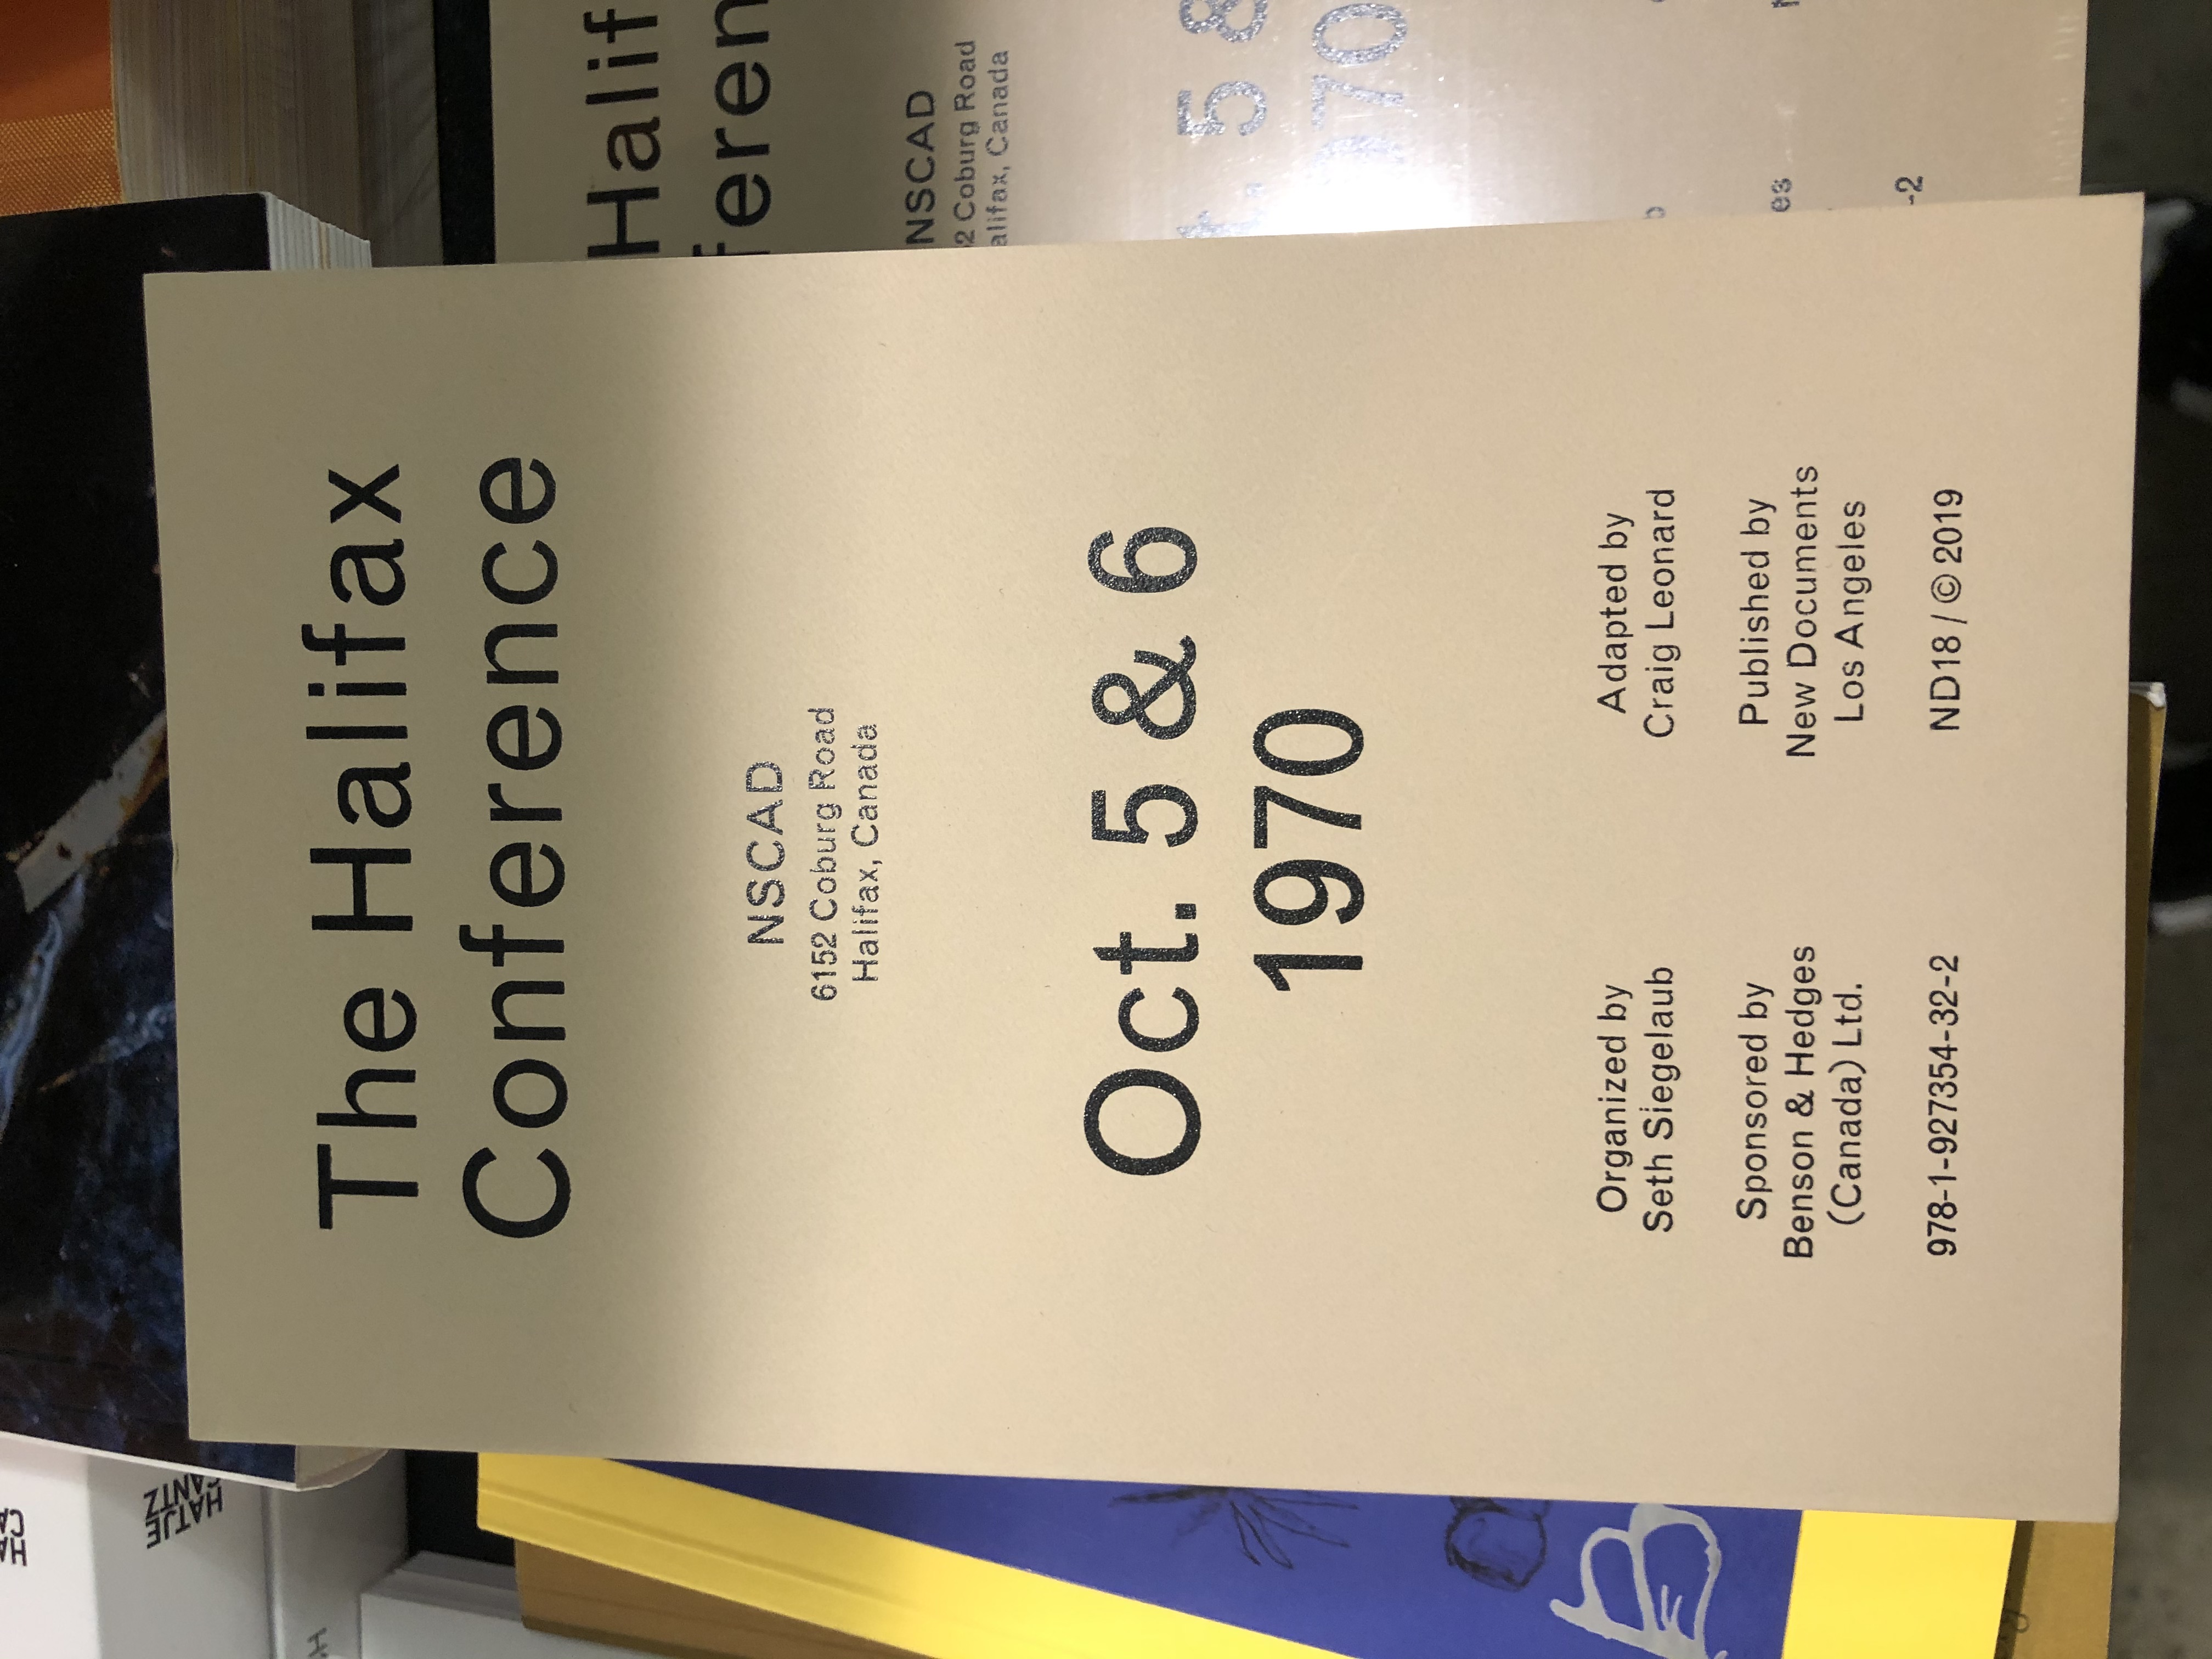 The Halifax
Conference
NSCAD
6152 Coburg Road
Halifax, Canada
Oct. 5 & 6
1970
Organized by
Seth Siegelaub
Sponsored by
Benson & Hedges
(Canada) Ltd.
978-1-927354-32-2
Adapted by
Craig Leonard
Published by
New Documents
Los Angeles
ND18 / © 2019
Halif
feren
NSCAD
2 Coburg Road
alifax, Canada
t. 5 &
970
es
-2
HATJE
CANTZ
HA
CA
B